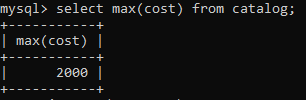 mysql> select max(cost) from catalog;
+-----------+
| max(cost) |
+-----------+
|      2000 |
+-----------+